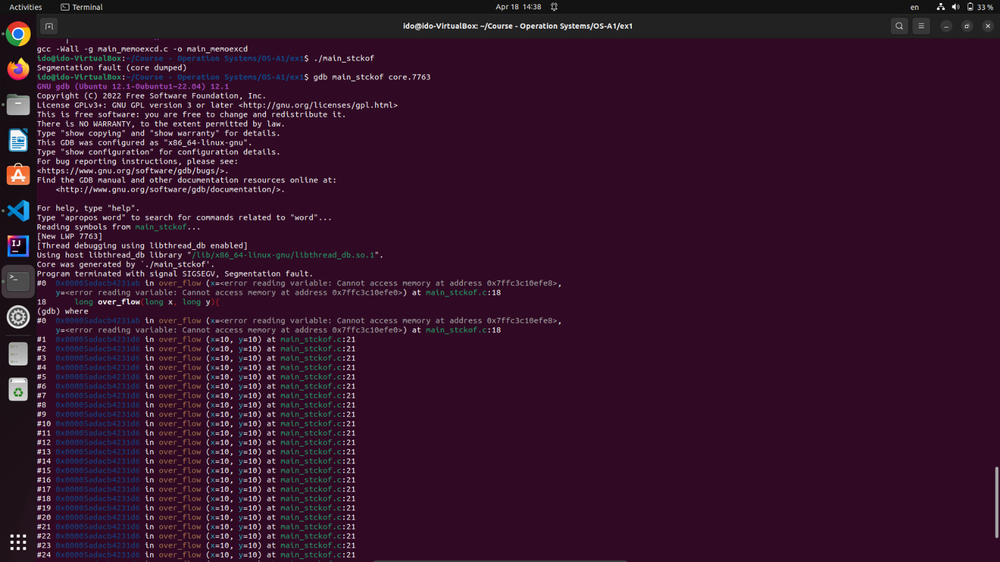 Activities
Terminal
Apr 18 14:38
en
33 %
ido@ido-VirtualBox: ~/Course - Operation Systems/OS-A1/ex1
gcc -Wall -g main_memoexcd.c -o main_memoexcd
ido@ido-VirtualBox:~/Course - Operation Systems/OS-A1/ex1$ ./main_stckof
Segmentation fault (core dumped)
ido@ido-VirtualBox:~/Course - Operation Systems/OS-A1/ex1$ gdb main_stckof core.7763
GNU gdb (Ubuntu 12.1-0ubuntu1~22.04) 12.1
Copyright (C) 2022 Free Software Foundation, Inc.
License GPLv3+: GNU GPL version 3 or later <http://gnu.org/licenses/gpl.html>
This is free software: you are free to change and redistribute it.
There is NO WARRANTY, to the extent permitted by law.
Type "show copying" and "show warranty" for details.
This GDB was configured as "x86_64-linux-gnu".
Type "show configuration" for configuration details.
For bug reporting instructions, please see:
<https://www.gnu.org/software/gdb/bugs/>.
Find the GDB manual and other documentation resources online at:
<http://www.gnu.org/software/gdb/documentation/>.
For help, type "help".
Type "apropos word" to search for commands related to "word"...
Reading symbols from main_stckof...
[New LWP 7763]
[Thread debugging using libthread_db enabled]
Using host libthread_db library "/lib/x86_64-linux-gnu/libthread_db.so.1".
Core was generated by `./main_stckof'.
Program terminated with signal SIGSEGV, Segmentation fault.
#0 0x00005adacb4231ab in over_flow (x=<error reading variable: Cannot access memory at address 0x7ffc3c10efe8>,
y=<error reading variable: Cannot access memory at address 0x7ffc3c10efe0>) at main_stckof.c:18
18 long over_flow(long x, long y){
(gdb) where
#0 0x00005adacb4231ab in over_flow (x=<error reading variable: Cannot access memory at address 0x7ffc3c10efe8>,
y=<error reading variable: Cannot access memory at address 0x7ffc3c10efe0>) at main_stckof.c:18
#1 0x00005adacb4231d6 in over_flow (x=10, y=10) at main_stckof.c:21
#2 0x00005adacb4231d6 in over_flow (x=10, y=10) at main_stckof.c:21
#3 0x00005adacb4231d6 in over_flow (x=10, y=10) at main_stckof.c:21
#4 0x00005adacb4231d6 in over_flow (x=10, y=10) at main_stckof.c:21
#5 0x00005adacb4231d6 in over_flow (x=10, y=10) at main_stckof.c:21
#6 0x00005adacb4231d6 in over_flow (x=10, y=10) at main_stckof.c:21
#7 0x00005adacb4231d6 in over_flow (x=10, y=10) at main_stckof.c:21
#8 0x00005adacb4231d6 in over_flow (x=10, y=10) at main_stckof.c:21
#9 0x00005adacb4231d6 in over_flow (x=10, y=10) at main_stckof.c:21
#10 0x00005adacb4231d6 in over_flow (x=10, y=10) at main_stckof.c:21
#11 0x00005adacb4231d6 in over_flow (x=10, y=10) at main_stckof.c:21
#12 0x00005adacb4231d6 in over_flow (x=10, y=10) at main_stckof.c:21
#13 0x00005adacb4231d6 in over_flow (x=10, y=10) at main_stckof.c:21
#14 0x00005adacb4231d6 in over_flow (x=10, y=10) at main_stckof.c:21
#15 0x00005adacb4231d6 in over_flow (x=10, y=10) at main_stckof.c:21
#16 0x00005adacb4231d6 in over_flow (x=10, y=10) at main_stckof.c:21
#17 0x00005adacb4231d6 in over_flow (x=10, y=10) at main_stckof.c:21
#18 0x00005adacb4231d6 in over_flow (x=10, y=10) at main_stckof.c:21
#19 0x00005adacb4231d6 in over_flow (x=10, y=10) at main_stckof.c:21
#20 0x00005adacb4231d6 in over_flow (x=10, y=10) at main_stckof.c:21
#21 0x00005adacb4231d6 in over_flow (x=10, y=10) at main_stckof.c:21
#22 0x00005adacb4231d6 in over_flow (x=10, y=10) at main_stckof.c:21
#23 0x00005adacb4231d6 in over_flow (x=10, y=10) at main_stckof.c:21
#24 0x00005adacb4231d6 in over_flow (x=10, y=10) at main_stckof.c:21